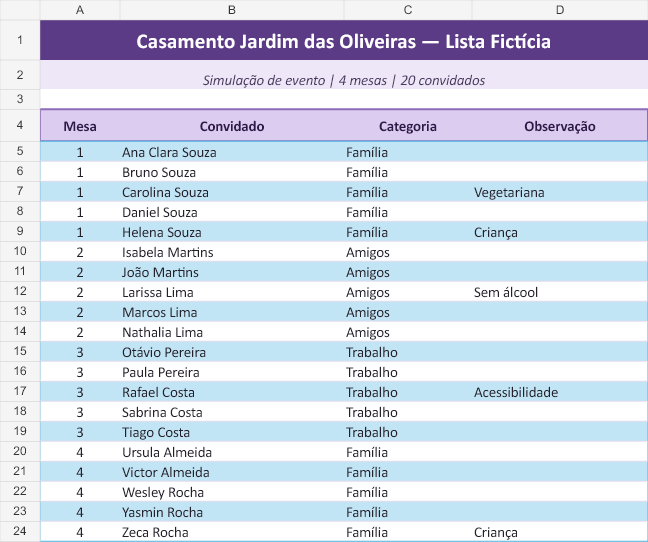 A B C D
1 Casamento Jardim das Oliveiras — Lista Fictícia
2 Simulação de evento | 4 mesas | 20 convidados
3
4 Mesa Convidado Categoria Observação
5 1 Ana Clara Souza Família
6 1 Bruno Souza Família
7 1 Carolina Souza Família Vegetariana
8 1 Daniel Souza Família
9 1 Helena Souza Família Criança
10 2 Isabela Martins Amigos
11 2 João Martins Amigos
12 2 Larissa Lima Amigos Sem álcool
13 2 Marcos Lima Amigos
14 2 Nathalia Lima Amigos
15 3 Otávio Pereira Trabalho
16 3 Paula Pereira Trabalho
17 3 Rafael Costa Trabalho Acessibilidade
18 3 Sabrina Costa Trabalho
19 3 Tiago Costa Trabalho
20 4 Ursula Almeida Família
21 4 Victor Almeida Família
22 4 Wesley Rocha Família
23 4 Yasmin Rocha Família
24 4 Zeca Rocha Família Criança